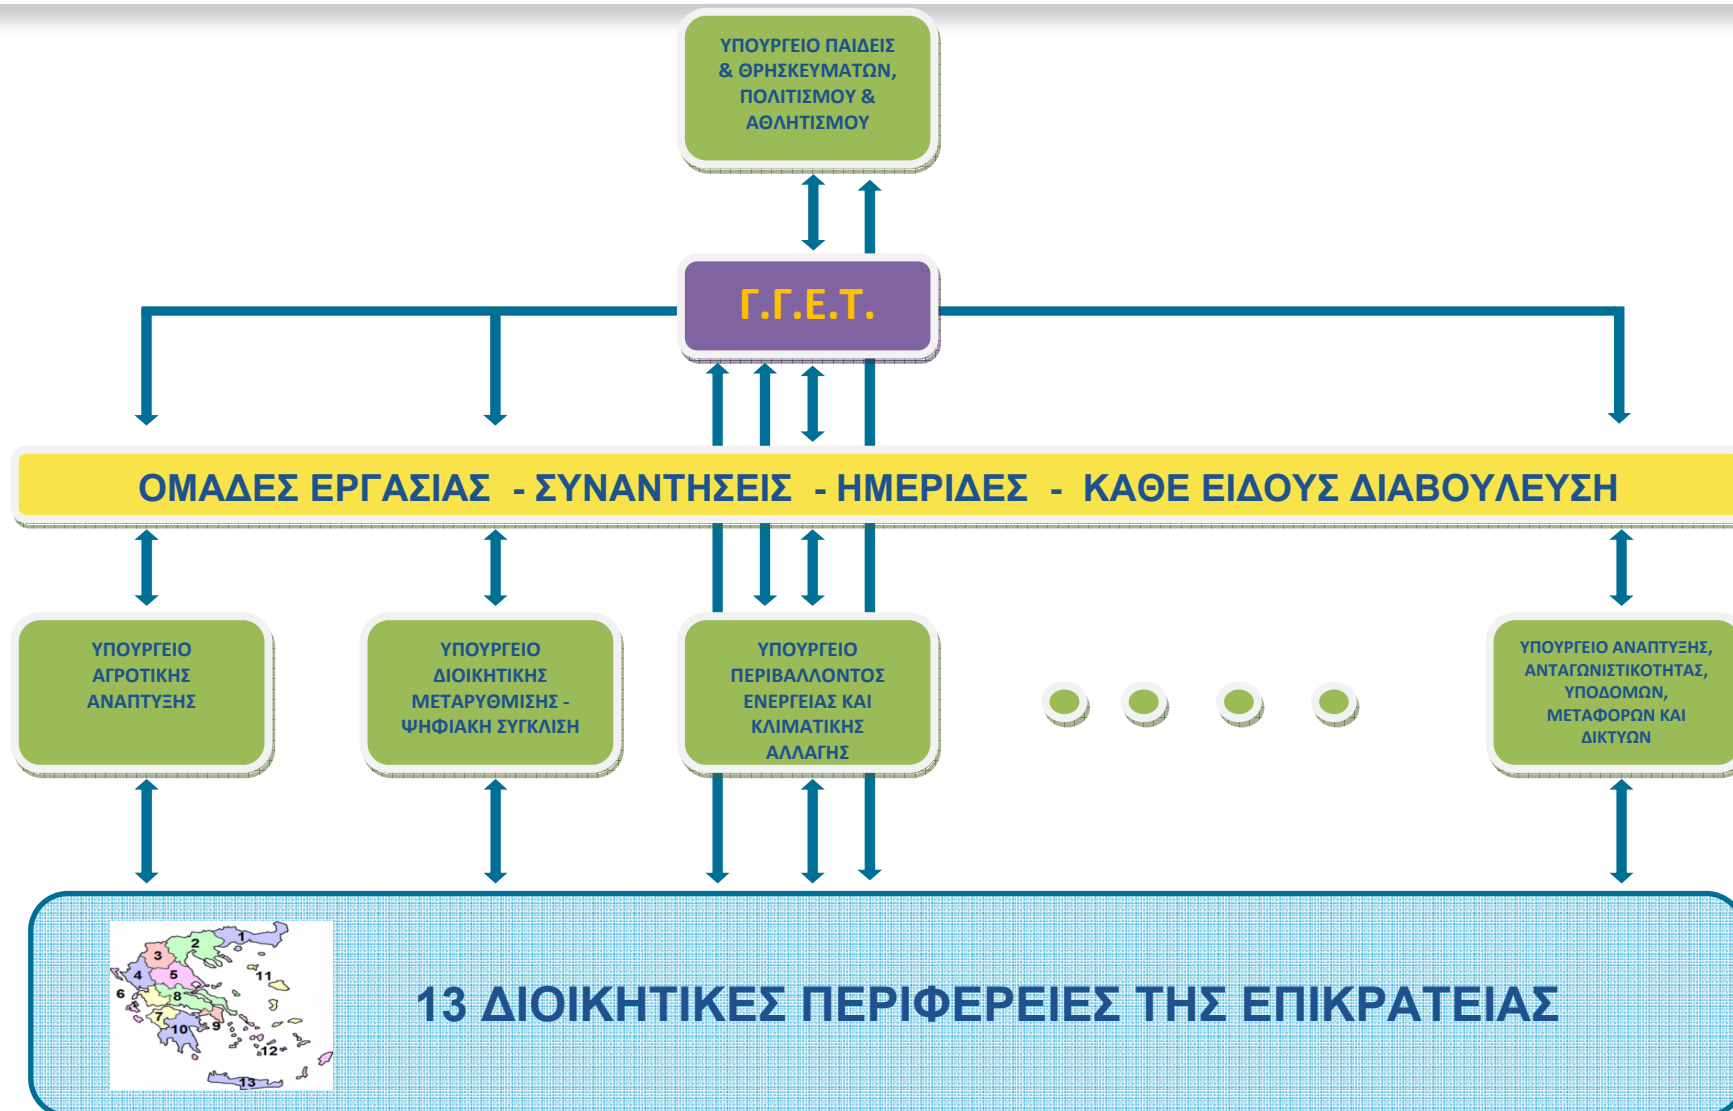 ΥΠΟΥΡΓΕΙΟ ΠΑΙΔΕΙΣ
& ΘΡΗΣΚΕΥΜΑΤΩΝ,
ΠΟΛΙΤΙΣΜΟΥ &
ΑΘΛΗΤΙΣΜΟΥ
Γ.Γ.Ε.Τ.
ΟΜΑΔΕΣ ΕΡΓΑΣΙΑΣ - ΣΥΝΑΝΤΗΣΕΙΣ - ΗΜΕΡΙΔΕΣ - ΚΑΘΕ ΕΙΔΟΥΣ ΔΙΑΒΟΥΛΕΥΣΗ
ΥΠΟΥΡΓΕΙΟ
ΑΓΡΟΤΙΚΗΣ
ΑΝΑΠΤΥΞΗΣ
ΥΠΟΥΡΓΕΙΟ
ΔΙΟΙΚΗΤΙΚΗΣ
ΜΕΤΑΡΥΘΜΙΣΗΣ -
ΨΗΦΙΑΚΗ ΣΥΓΚΛΙΣΗ
ΥΠΟΥΡΓΕΙΟ
ΠΕΡΙΒΑΛΛΟΝΤΟΣ
ΕΝΕΡΓΕΙΑΣ ΚΑΙ
ΚΛΙΜΑΤΙΚΗΣ
ΑΛΛΑΓΗΣ
ΥΠΟΥΡΓΕΙΟ ΑΝΑΠΤΥΞΗΣ,
ΑΝΤΑΓΩΝΙΣΤΙΚΟΤΗΤΑΣ,
ΥΠΟΔΟΜΩΝ,
ΜΕΤΑΦΟΡΩΝ ΚΑΙ
ΔΙΚΤΥΩΝ
1
2
3
4
5
11
6
8
7
9
10
12
13
13 ΔΙΟΙΚΗΤΙΚΕΣ ΠΕΡΙΦΕΡΕΙΕΣ ΤΗΣ ΕΠΙΚΡΑΤΕΙΑΣ